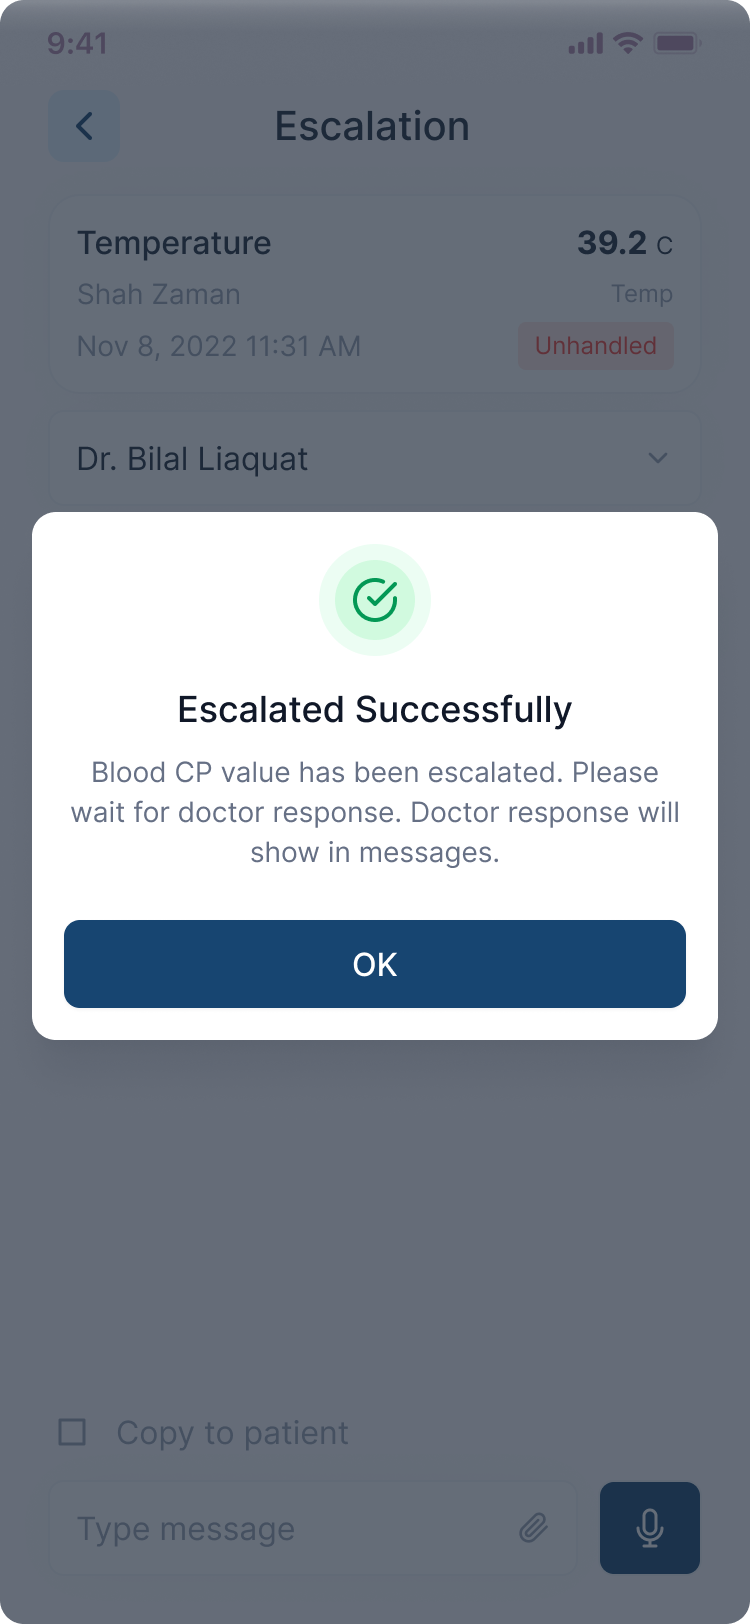 9:41
Escalation
Temperature 39.2 C
Shah Zaman Temp
Nov 8, 2022 11:31 AM Unhandled
Dr. Bilal Liaquat
Escalated Successfully
Blood CP value has been escalated. Please
wait for doctor response. Doctor response will
show in messages.
OK
Copy to patient
Type message